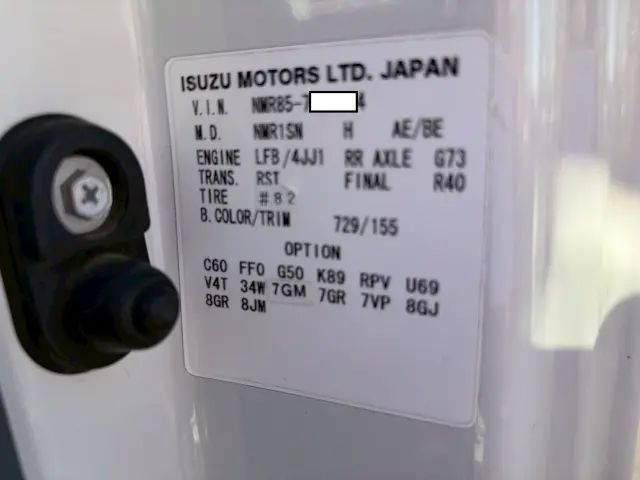 ISUZU MOTORS LTD. JAPAN
V.I.N. NMR85-7 4
M.D. NMR1SN H AE/BE
ENGINE LFB/4JJ1 RR AXLE G73
TRANS. RST FINAL R40
TIRE #82
B.COLOR/TRIM 729/155
OPTION
C60 FF0 G50 K89 RPV U69
V4T 34W 7GM 7GR 7VP 8GJ
8GR 8JM